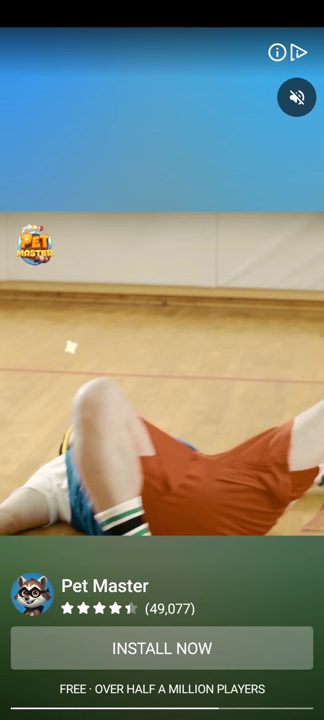 PET
MASTER
Pet Master
(49,077)
INSTALL NOW
FREE · OVER HALF A MILLION PLAYERS